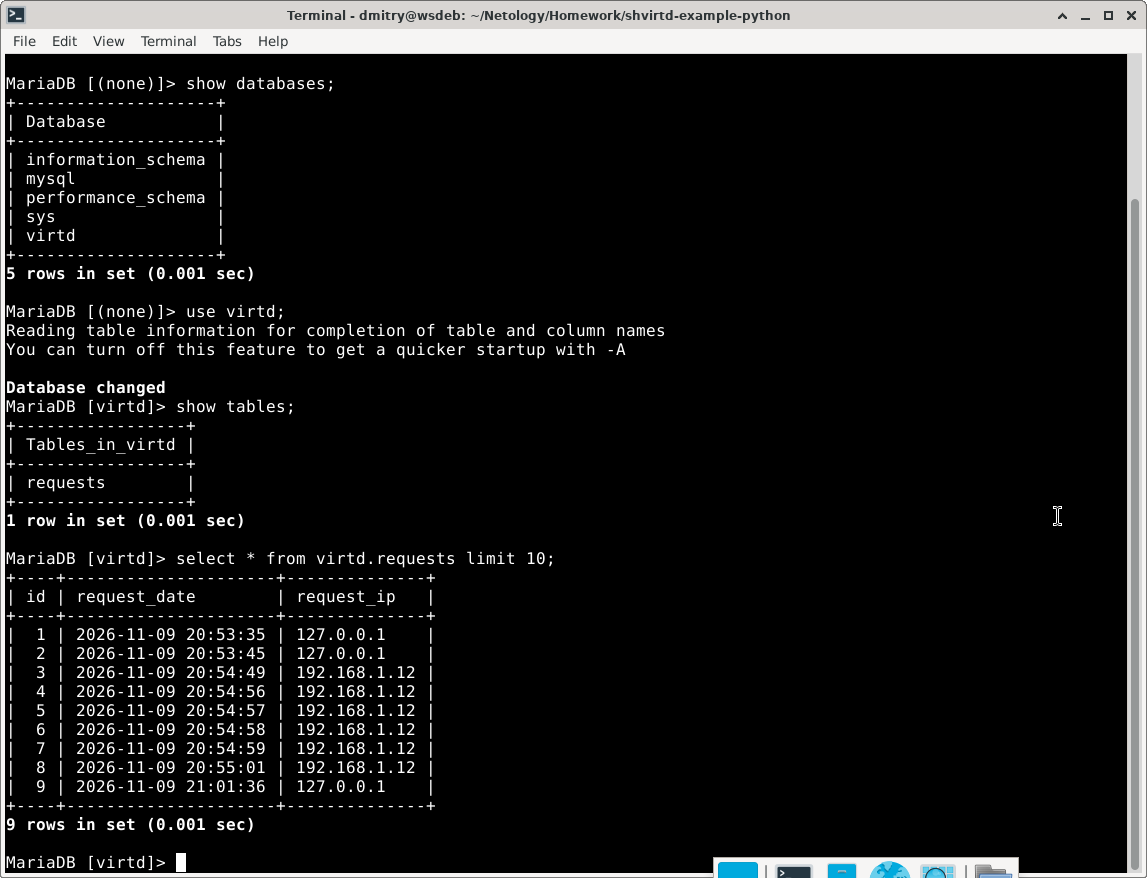 Terminal - dmitry@wsdeb: ~/Netology/Homework/shvirtd-example-python
File Edit View Terminal Tabs Help
MariaDB [(none)]> show databases;
+--------------------+
| Database           |
+--------------------+
| information_schema |
| mysql              |
| performance_schema |
| sys                |
| virtd              |
+--------------------+
5 rows in set (0.001 sec)
MariaDB [(none)]> use virtd;
Reading table information for completion of table and column names
You can turn off this feature to get a quicker startup with -A
Database changed
MariaDB [virtd]> show tables;
+-----------------+
| Tables_in_virtd |
+-----------------+
| requests        |
+-----------------+
1 row in set (0.001 sec)
MariaDB [virtd]> select * from virtd.requests limit 10;
+----+---------------------+--------------+
| id | request_date        | request_ip   |
+----+---------------------+--------------+
|  1 | 2026-11-09 20:53:35 | 127.0.0.1    |
|  2 | 2026-11-09 20:53:45 | 127.0.0.1    |
|  3 | 2026-11-09 20:54:49 | 192.168.1.12 |
|  4 | 2026-11-09 20:54:56 | 192.168.1.12 |
|  5 | 2026-11-09 20:54:57 | 192.168.1.12 |
|  6 | 2026-11-09 20:54:58 | 192.168.1.12 |
|  7 | 2026-11-09 20:54:59 | 192.168.1.12 |
|  8 | 2026-11-09 20:55:01 | 192.168.1.12 |
|  9 | 2026-11-09 21:01:36 | 127.0.0.1    |
+----+---------------------+--------------+
9 rows in set (0.001 sec)
MariaDB [virtd]>